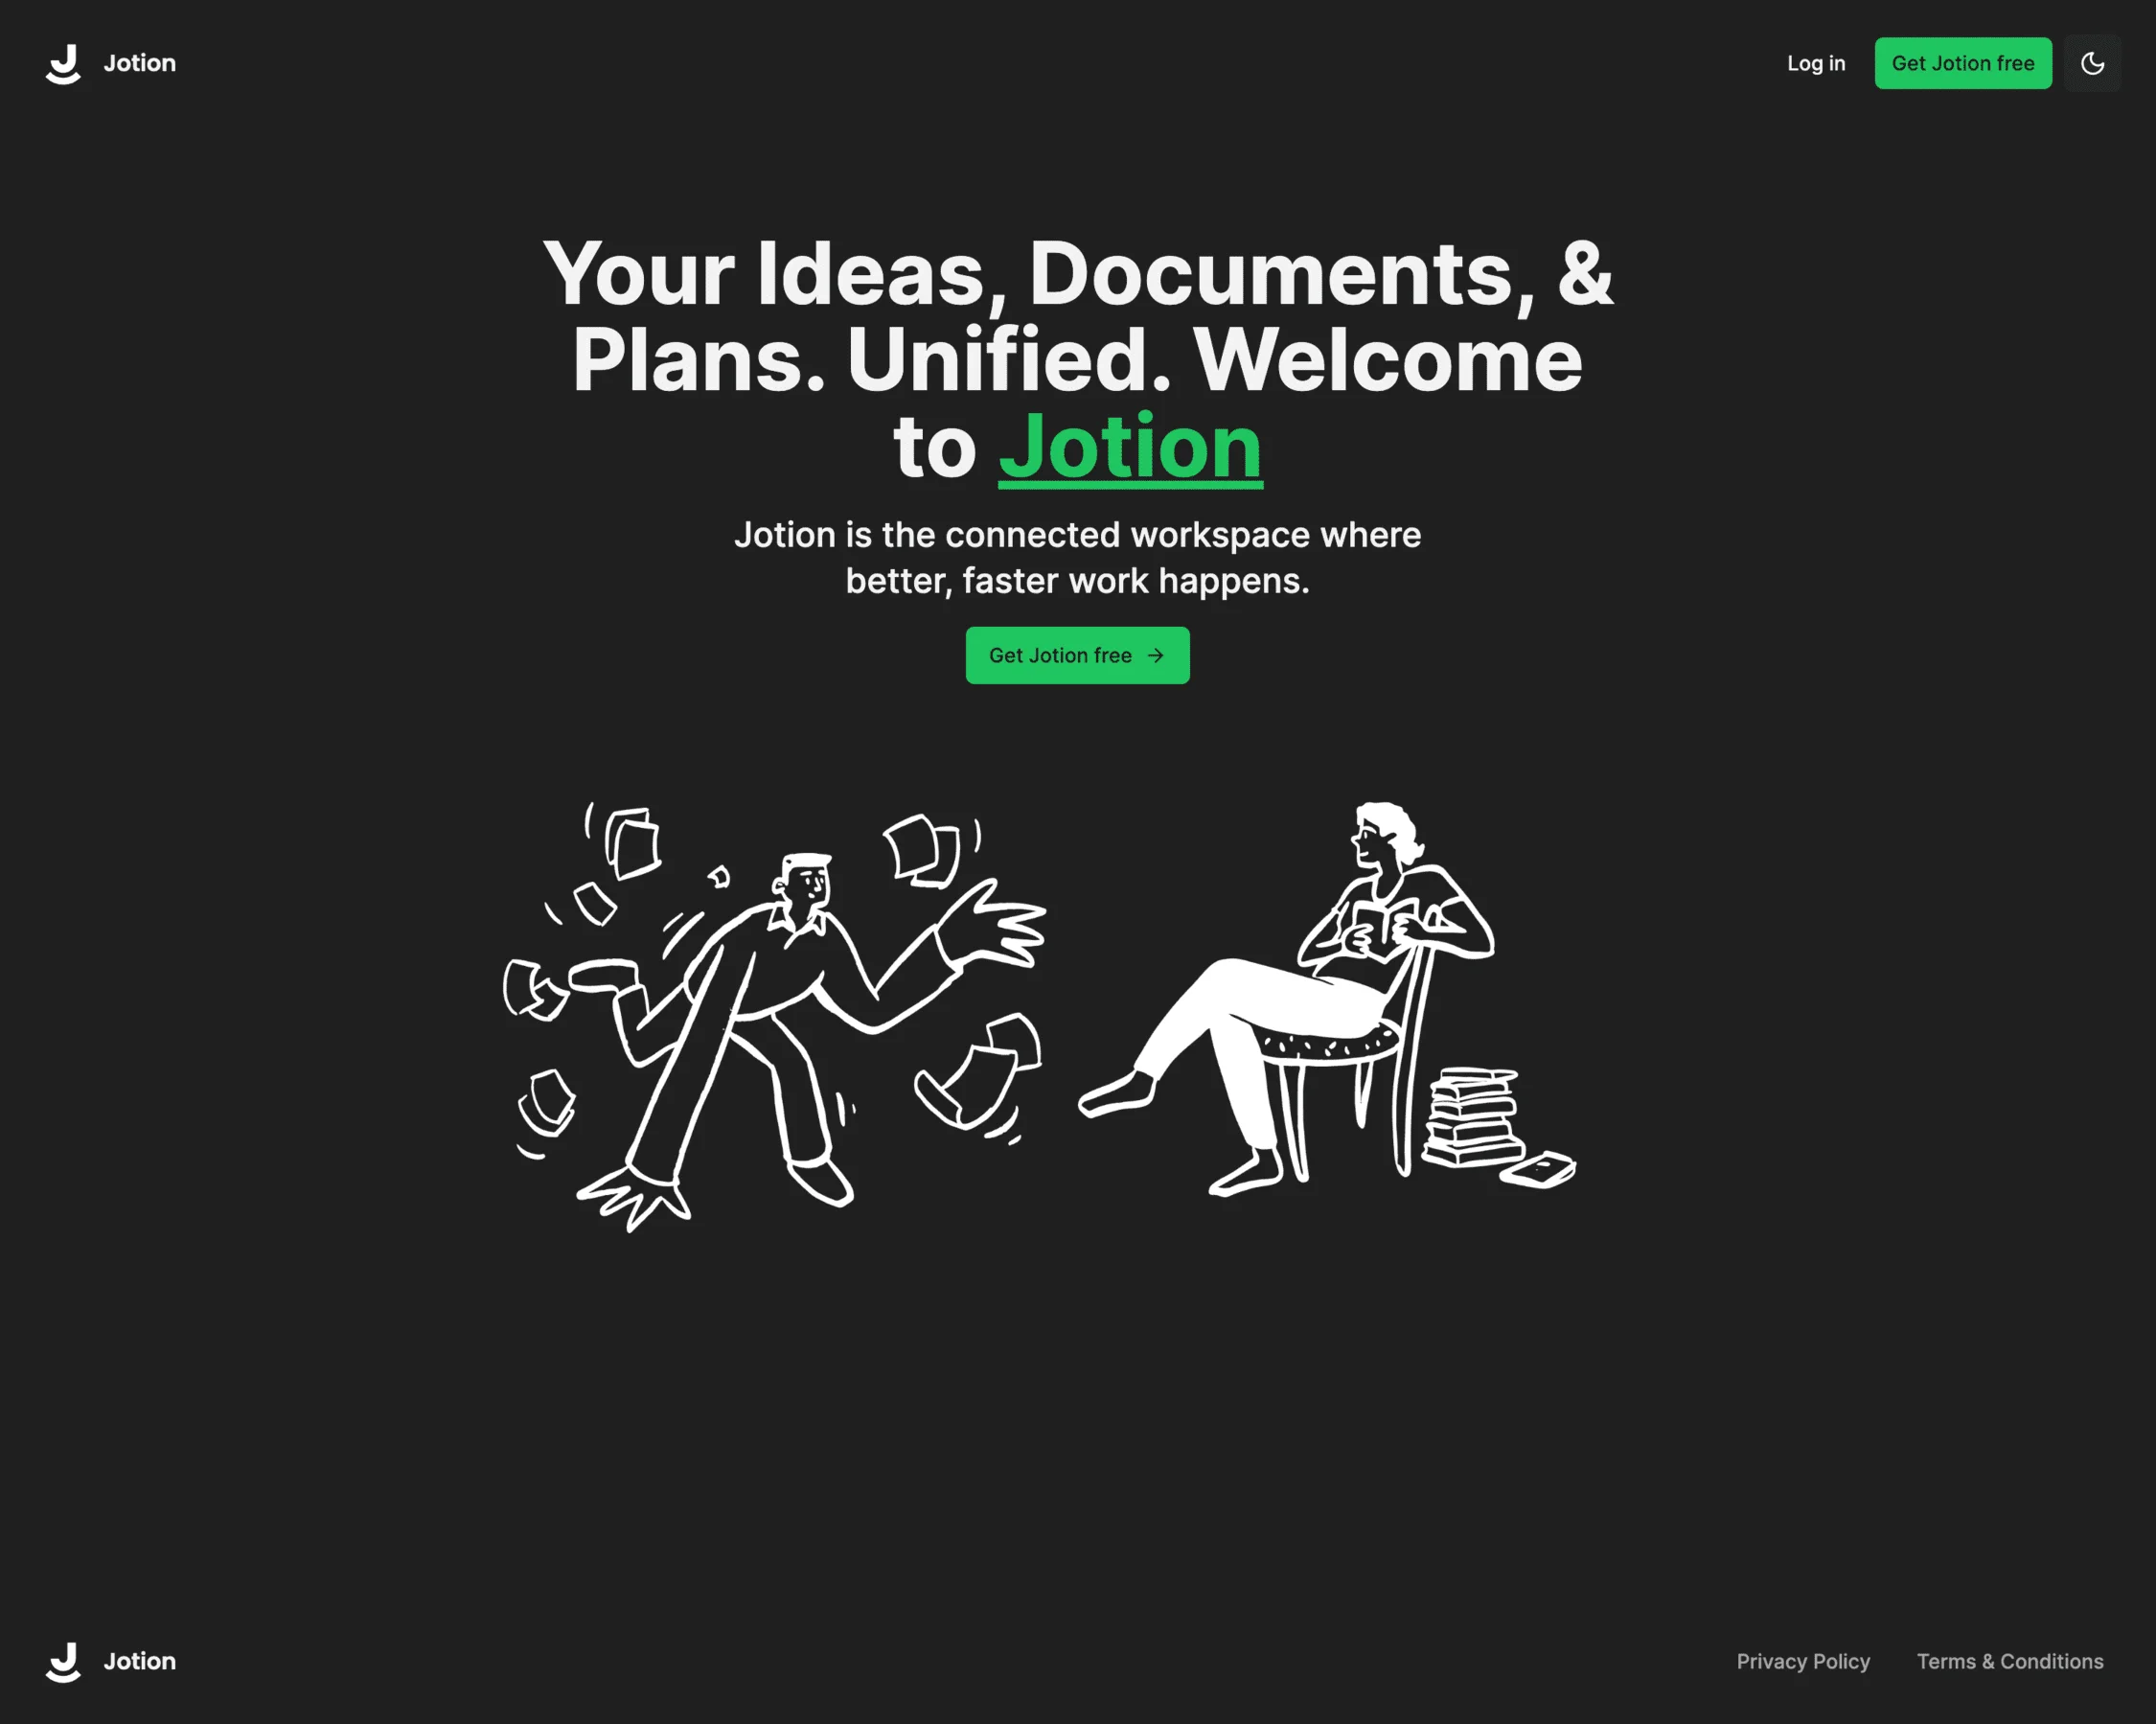 Jotion
Log in
Get Jotion free
Your Ideas, Documents, &
Plans. Unified. Welcome
to Jotion
Jotion is the connected workspace where
better, faster work happens.
Get Jotion free →
Jotion
Privacy Policy
Terms & Conditions